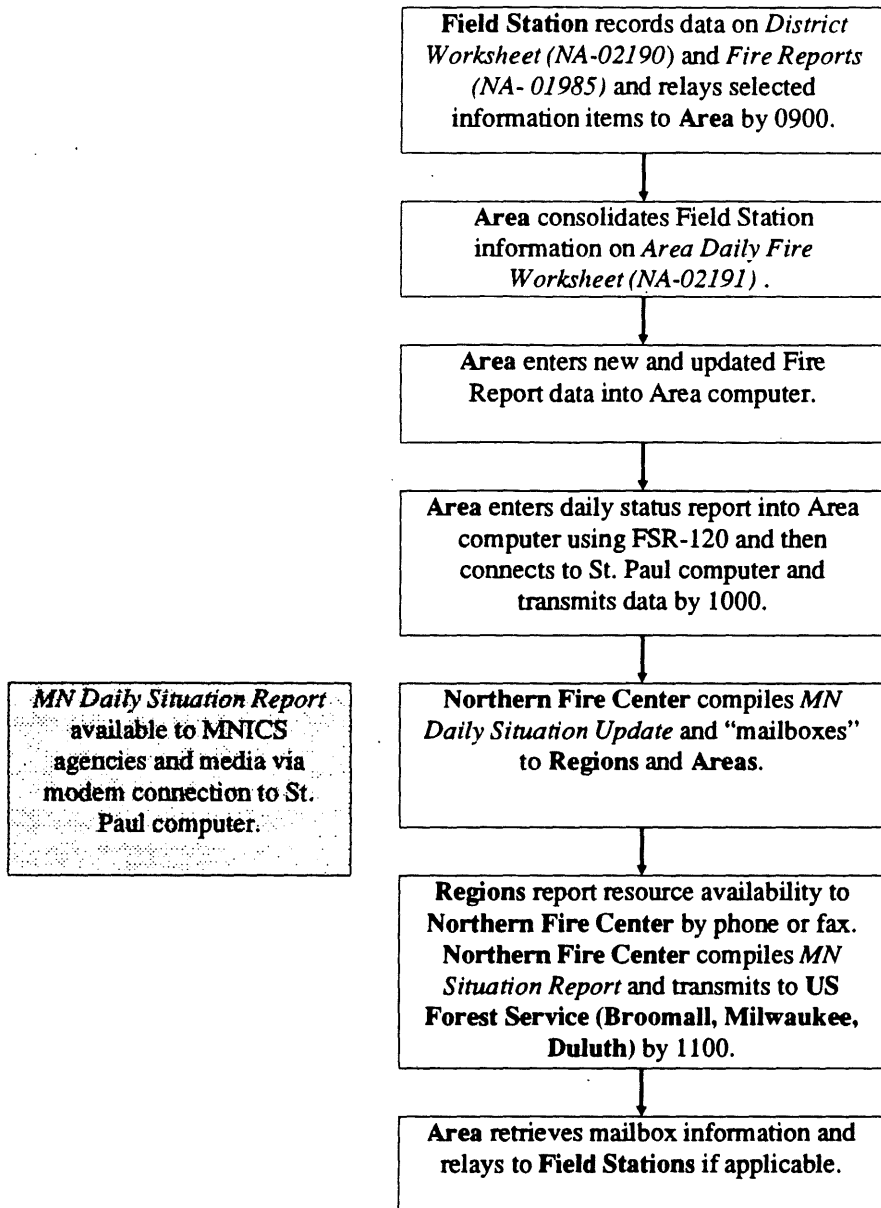 Field Station records data on District
Worksheet (NA-02190) and Fire Reports
(NA- 01985) and relays selected
information items to Area by 0900.
Area consolidates Field Station
information on Area Daily Fire
Worksheet (NA-02191) .
Area enters new and updated Fire
Report data into Area computer.
Area enters daily status report into Area
computer using FSR-120 and then
connects to St. Paul computer and
transmits data by 1000.
MN Daily Situation Report
available to MNICS
agencies and media via
modem connection to St.
Paul computer.
Northern Fire Center compiles MN
Daily Situation Update and “mailboxes”
to Regions and Areas.
Regions report resource availability to
Northern Fire Center by phone or fax.
Northern Fire Center compiles MN
Situation Report and transmits to US
Forest Service (Broomall, Milwaukee,
Duluth) by 1100.
Area retrieves mailbox information and
relays to Field Stations if applicable.